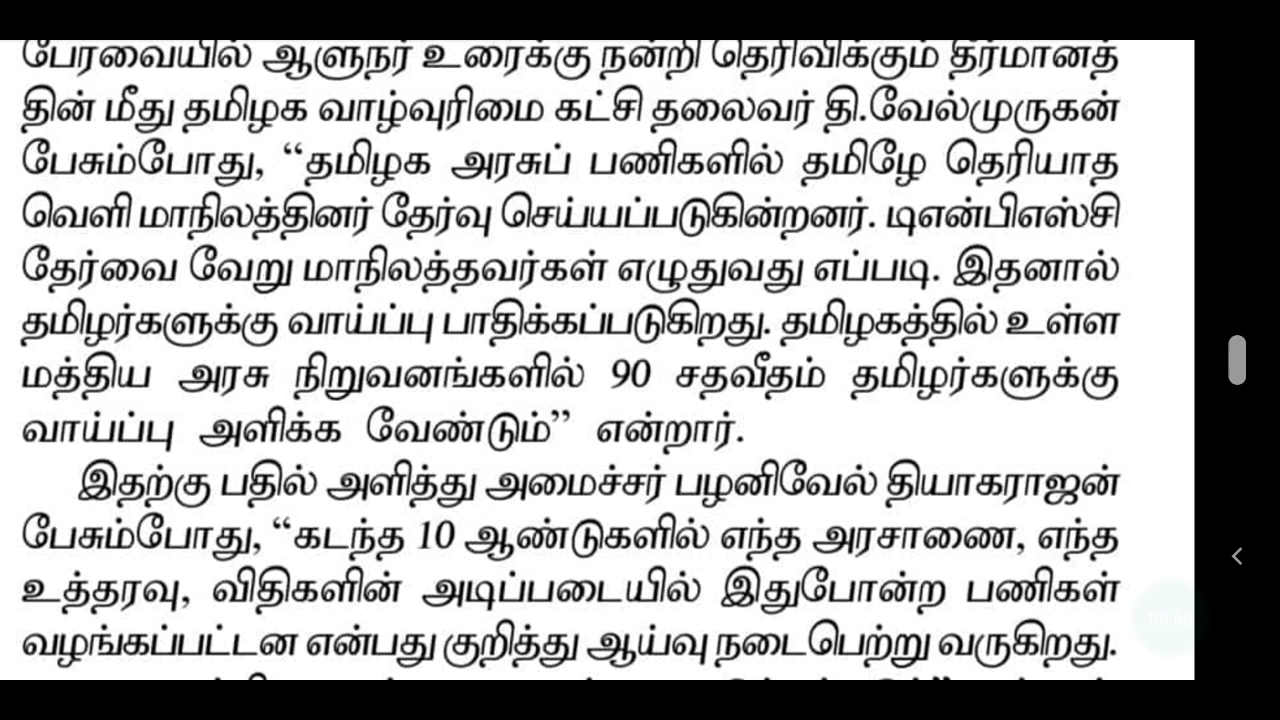 பேரவையில் ஆளுநர் உரைக்கு நன்றி தெரிவிக்கும் தீர்மானத்
தின் மீது தமிழக வாழ்வுரிமை கட்சி தலைவர் தி.வேல்முருகன்
பேசும்போது, “தமிழக அரசுப் பணிகளில் தமிழே தெரியாத
வெளி மாநிலத்தினர் தேர்வு செய்யப்படுகின்றனர். டிஎன்பிஎஸ்சி
தேர்வை வேறு மாநிலத்தவர்கள் எழுதுவது எப்படி. இதனால்
தமிழர்களுக்கு வாய்ப்பு பாதிக்கப்படுகிறது. தமிழகத்தில் உள்ள
மத்திய அரசு நிறுவனங்களில் 90 சதவீதம் தமிழர்களுக்கு
வாய்ப்பு அளிக்க வேண்டும்” என்றார்.
இதற்கு பதில் அளித்து அமைச்சர் பழனிவேல் தியாகராஜன்
பேசும்போது, “கடந்த 10 ஆண்டுகளில் எந்த அரசாணை, எந்த
உத்தரவு, விதிகளின் அடிப்படையில் இதுபோன்ற பணிகள்
வழங்கப்பட்டன என்பது குறித்து ஆய்வு நடைபெற்று வருகிறது.
00:50